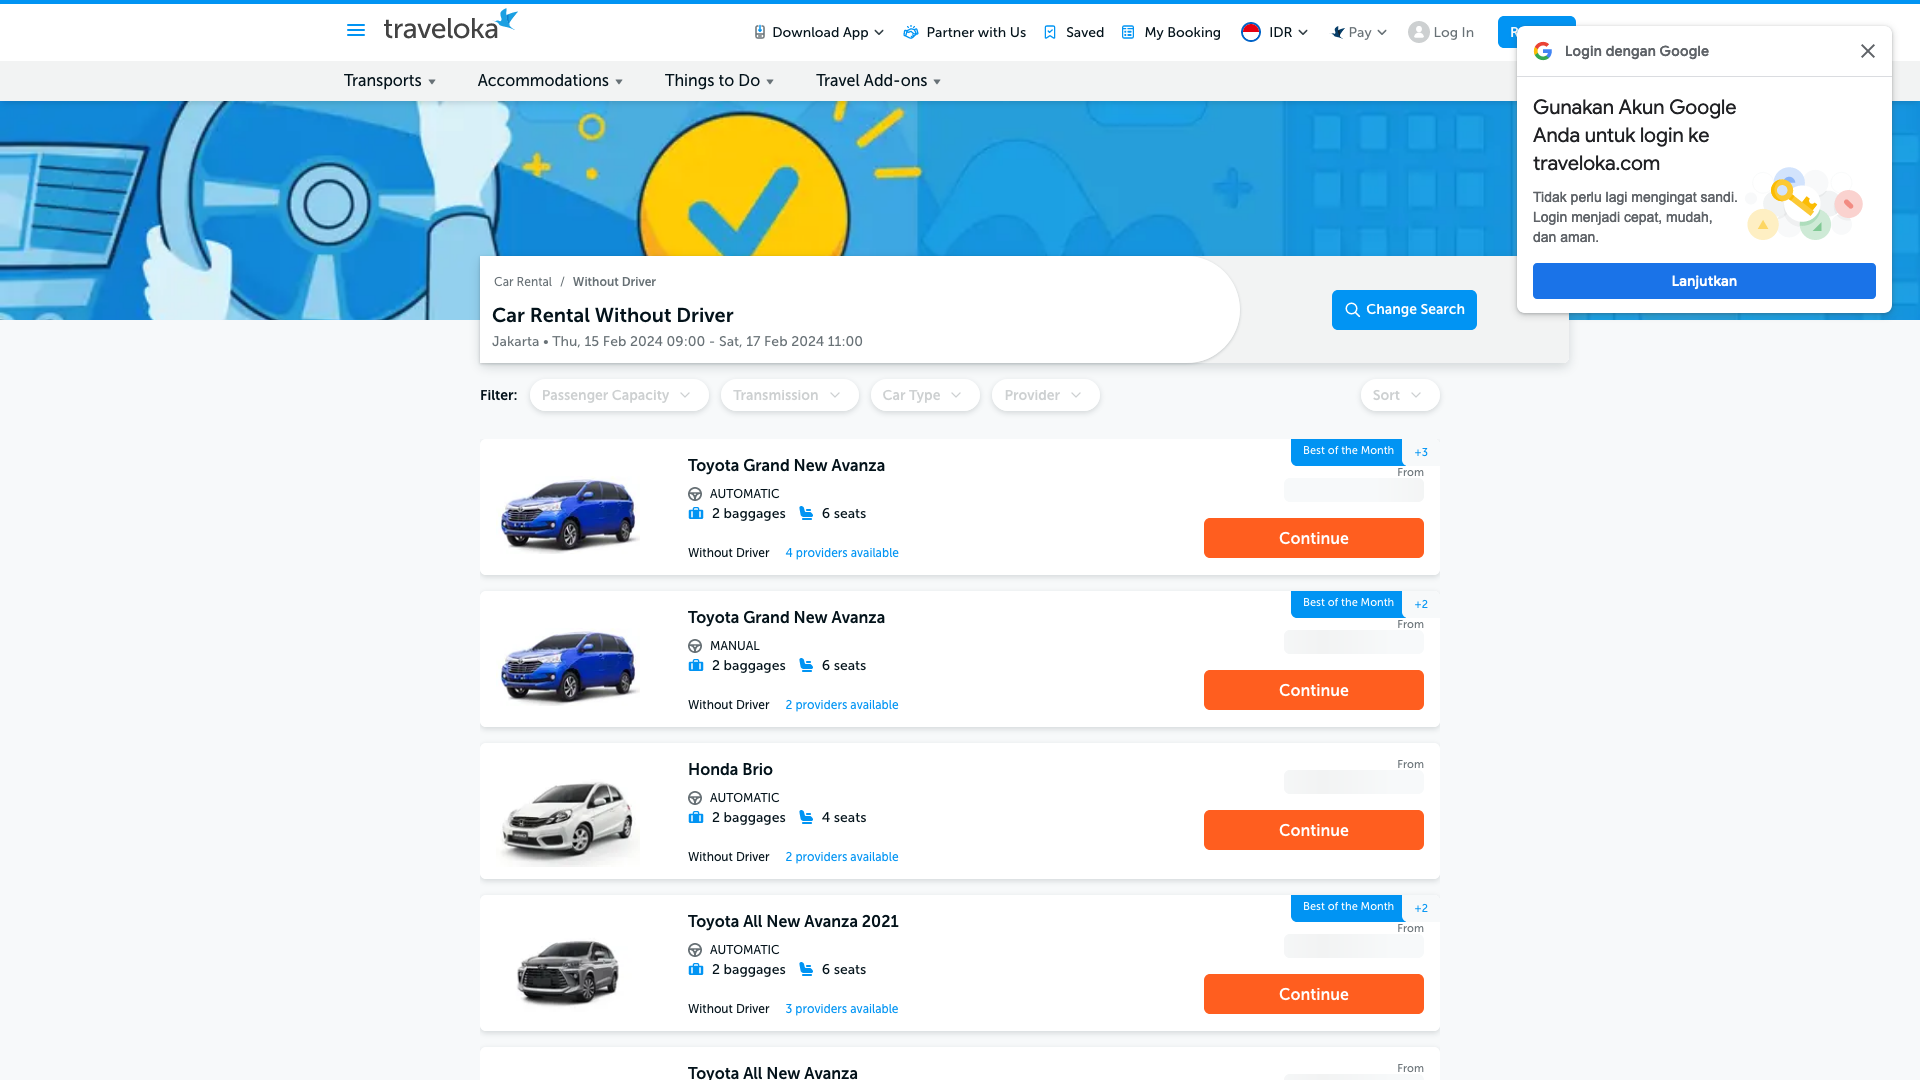 traveloka
Download App
Partner with Us
Saved
My Booking
IDR
Pay
Log In
Login dengan Google
Transports
Accommodations
Things to Do
Travel Add-ons
Gunakan Akun Google
Anda untuk login ke
traveloka.com
Tidak perlu lagi mengingat sandi.
Login menjadi cepat, mudah,
dan aman.
Lanjutkan
Car Rental / Without Driver
Car Rental Without Driver
Jakarta • Thu, 15 Feb 2024 09:00 - Sat, 17 Feb 2024 11:00
Change Search
Filter:
Passenger Capacity
Transmission
Car Type
Provider
Sort
Toyota Grand New Avanza
AUTOMATIC
2 baggages 6 seats
Without Driver 4 providers available
Best of the Month +3
From
Continue
Toyota Grand New Avanza
MANUAL
2 baggages 6 seats
Without Driver 2 providers available
Best of the Month +2
From
Continue
Honda Brio
AUTOMATIC
2 baggages 4 seats
Without Driver 2 providers available
From
Continue
Toyota All New Avanza 2021
AUTOMATIC
2 baggages 6 seats
Without Driver 3 providers available
Best of the Month +2
From
Continue
Toyota All New Avanza
From